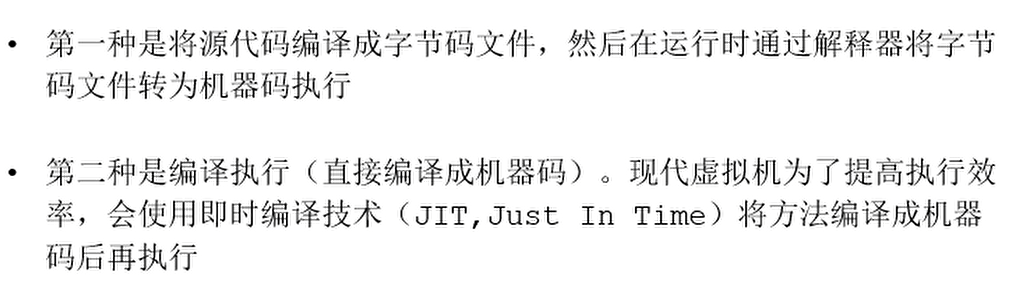 • 第一种是将源代码编译成字节码文件，然后在运行时通过解释器将字节
码文件转为机器码执行
• 第二种是编译执行（直接编译成机器码）。现代虚拟机为了提高执行效
率，会使用即时编译技术（JIT,Just In Time）将方法编译成机器
码后再执行